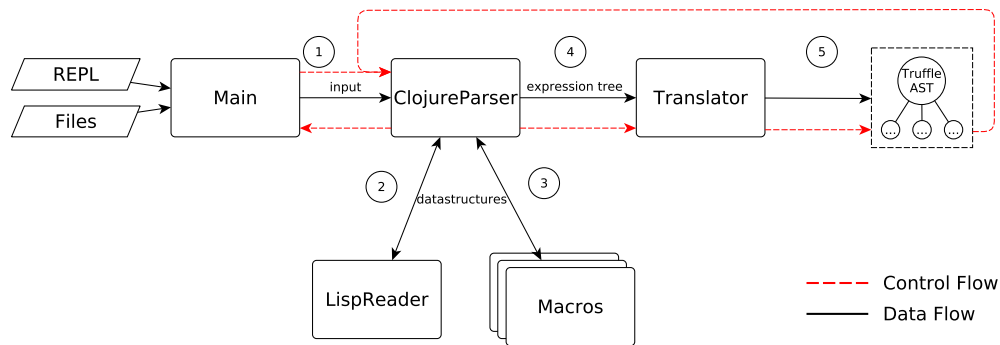 1
4
5
REPL
Files
Main
input
ClojureParser
expression tree
Translator
Truffle
AST
... ... ...
2
3
datastructures
LispReader
Macros
Control Flow
Data Flow